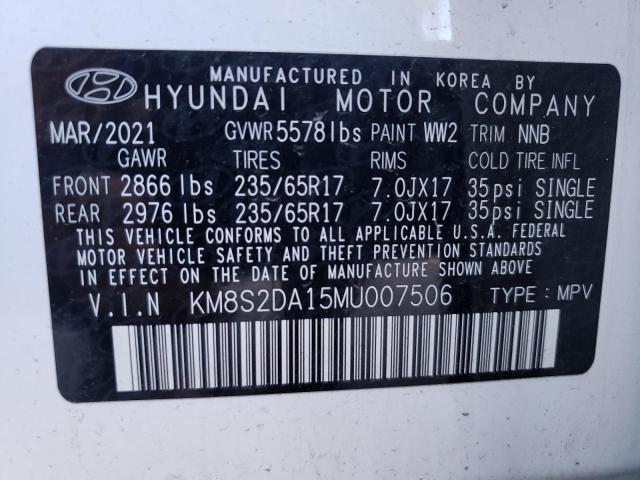 MANUFACTURED IN KOREA BY
HYUNDAI MOTOR COMPANY
MAR/2021 GVWR 5578lbs PAINT WW2 TRIM NNB
GAWR TIRES RIMS COLD TIRE INFL
FRONT 2866 lbs 235/65R17 7.0JX17 35psi SINGLE
REAR 2976 lbs 235/65R17 7.0JX17 35psi SINGLE
THIS VEHICLE CONFORMS TO ALL APPLICABLE U.S.A. FEDERAL
MOTOR VEHICLE SAFETY AND THEFT PREVENTION STANDARDS
IN EFFECT ON THE DATE OF MANUFACTURE SHOWN ABOVE.
V.I.N KM8S2DA15MU007506 TYPE : MPV